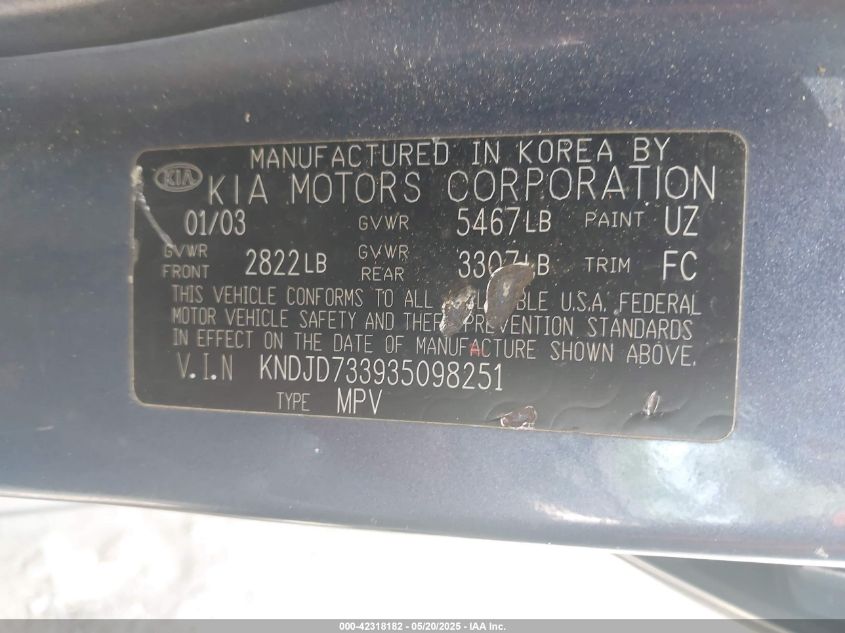 MANUFACTURED IN KOREA BY
KIA KIA MOTORS CORPORATION
01/03 GVWR 5467LB PAINT UZ
GVWR FRONT 2822LB GVWR REAR 3307LB TRIM FC
THIS VEHICLE CONFORMS TO ALL U.S.A. FEDERAL
MOTOR VEHICLE SAFETY AND THEFT PREVENTION STANDARDS
IN EFFECT ON THE DATE OF MANUFACTURE SHOWN ABOVE.
V.I.N KNDJD733935098251
TYPE MPV
000-42318182 - 05/20/2025 - IAA Inc.